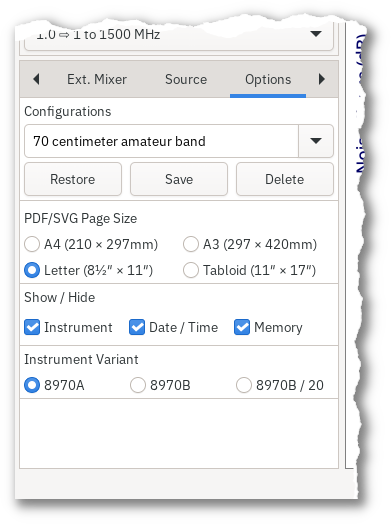 1.0 ⇨ 1 to 1500 MHz
Ext. Mixer Source Options
Configurations
70 centimeter amateur band
Restore Save Delete
PDF/SVG Page Size
A4 (210 × 297mm) A3 (297 × 420mm)
Letter (8½″ × 11″) Tabloid (11″ × 17″)
Show / Hide
Instrument Date / Time Memory
Instrument Variant
8970A 8970B 8970B / 20
(dB)